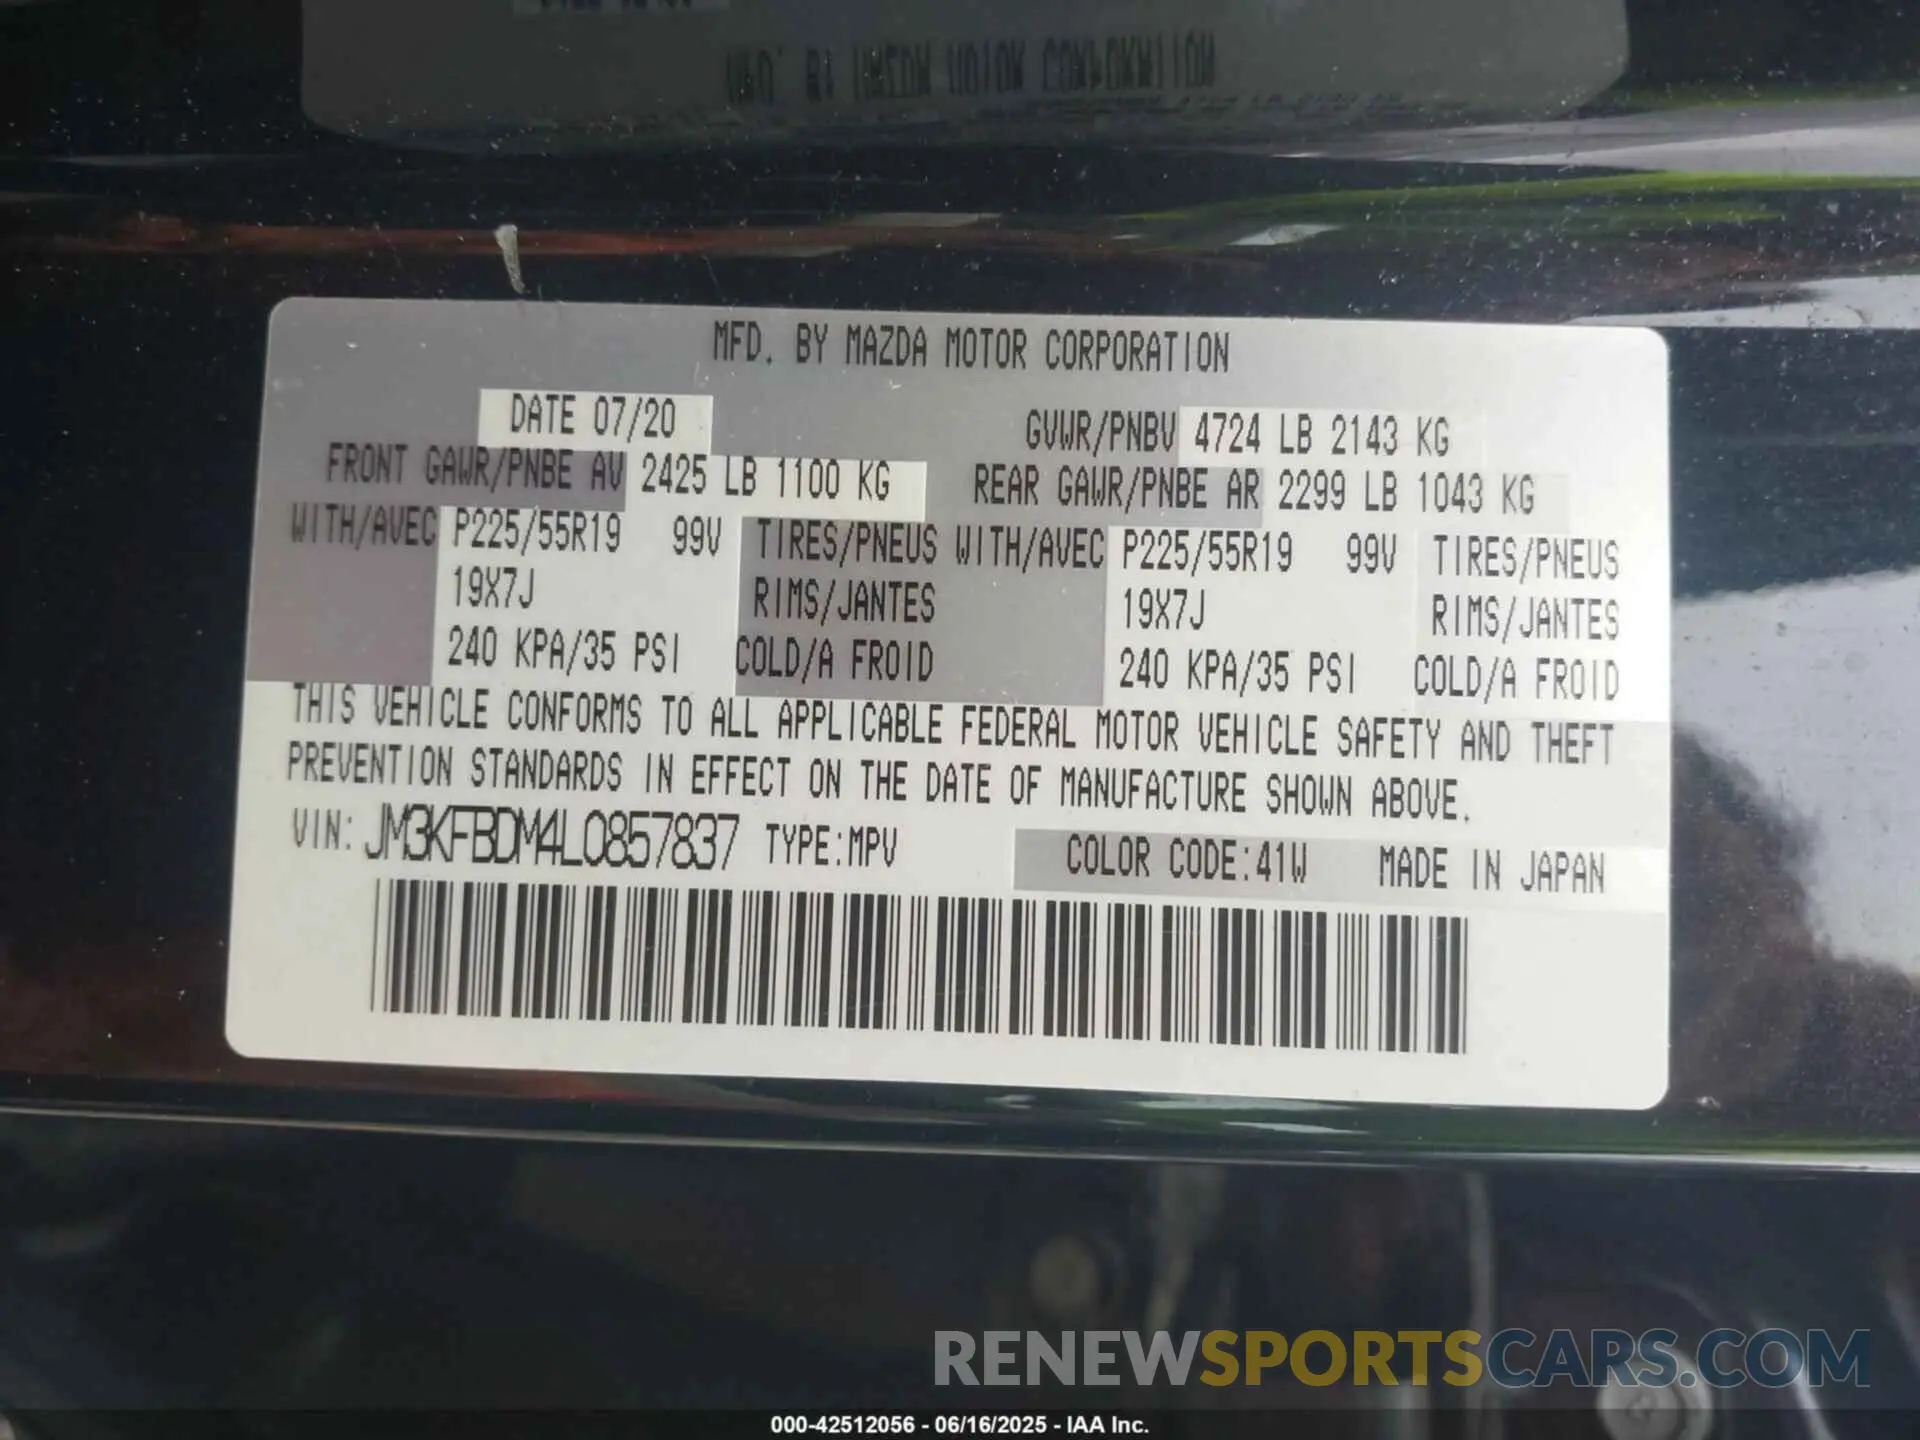 MFD. BY MAZDA MOTOR CORPORATION
DATE 07/20 GVWR/PNBV 4724 LB 2143 KG
FRONT GAWR/PNBE AV 2425 LB 1100 KG REAR GAWR/PNBE AR 2299 LB 1043 KG
WITH/AVEC P225/55R19 99V TIRES/PNEUS WITH/AVEC P225/55R19 99V TIRES/PNEUS
19X7J RIMS/JANTES 19X7J RIMS/JANTES
240 KPA/35 PSI COLD/A FROID 240 KPA/35 PSI COLD/A FROID
THIS VEHICLE CONFORMS TO ALL APPLICABLE FEDERAL MOTOR VEHICLE SAFETY AND THEFT
PREVENTION STANDARDS IN EFFECT ON THE DATE OF MANUFACTURE SHOWN ABOVE.
VIN: JM3KFBDM4L0857837 TYPE:MPV COLOR CODE:41W MADE IN JAPAN
RENEWSPORTSCARS.COM
000-42512056 - 06/16/2025 - IAA Inc.